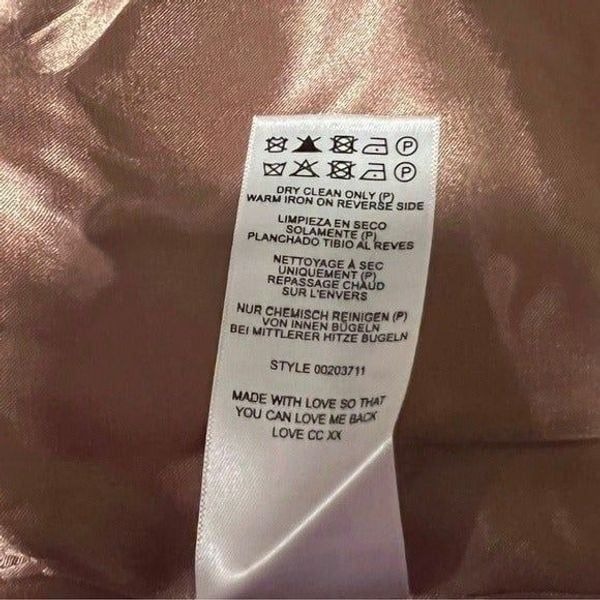 P
P
DRY CLEAN ONLY (P)
WARM IRON ON REVERSE SIDE
LIMPIEZA EN SECO
SOLAMENTE (P)
PLANCHADO TIBIO AL REVES
NETTOYAGE À SEC
UNIQUEMENT (P)
REPASSAGE CHAUD
SUR L'ENVERS
NUR CHEMISCH REINIGEN (P)
VON INNEN BÜGELN
BEI MITTLERER HITZE BUGELN
STYLE 00203711
MADE WITH LOVE SO THAT
YOU CAN LOVE ME BACK
LOVE CC XX